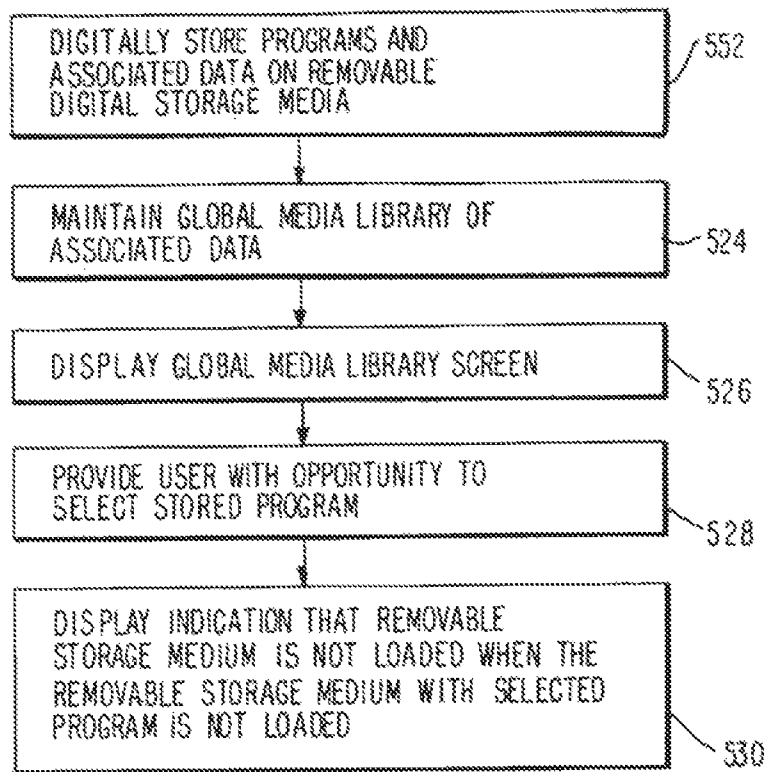 DIGITALLY STORE PROGRAMS AND
ASSOCIATED DATA ON REMOVABLE
DIGITAL STORAGE MEDIA
552
MAINTAIN GLOBAL MEDIA LIBRARY OF
ASSOCIATED DATA
524
DISPLAY GLOBAL MEDIA LIBRARY SCREEN
526
PROVIDE USER WITH OPPORTUNITY TO
SELECT STORED PROGRAM
528
DISPLAY INDICATION THAT REMOVABLE
STORAGE MEDIUM IS NOT LOADED WHEN THE
REMOVABLE STORAGE MEDIUM WITH SELECTED
PROGRAM IS NOT LOADED
530